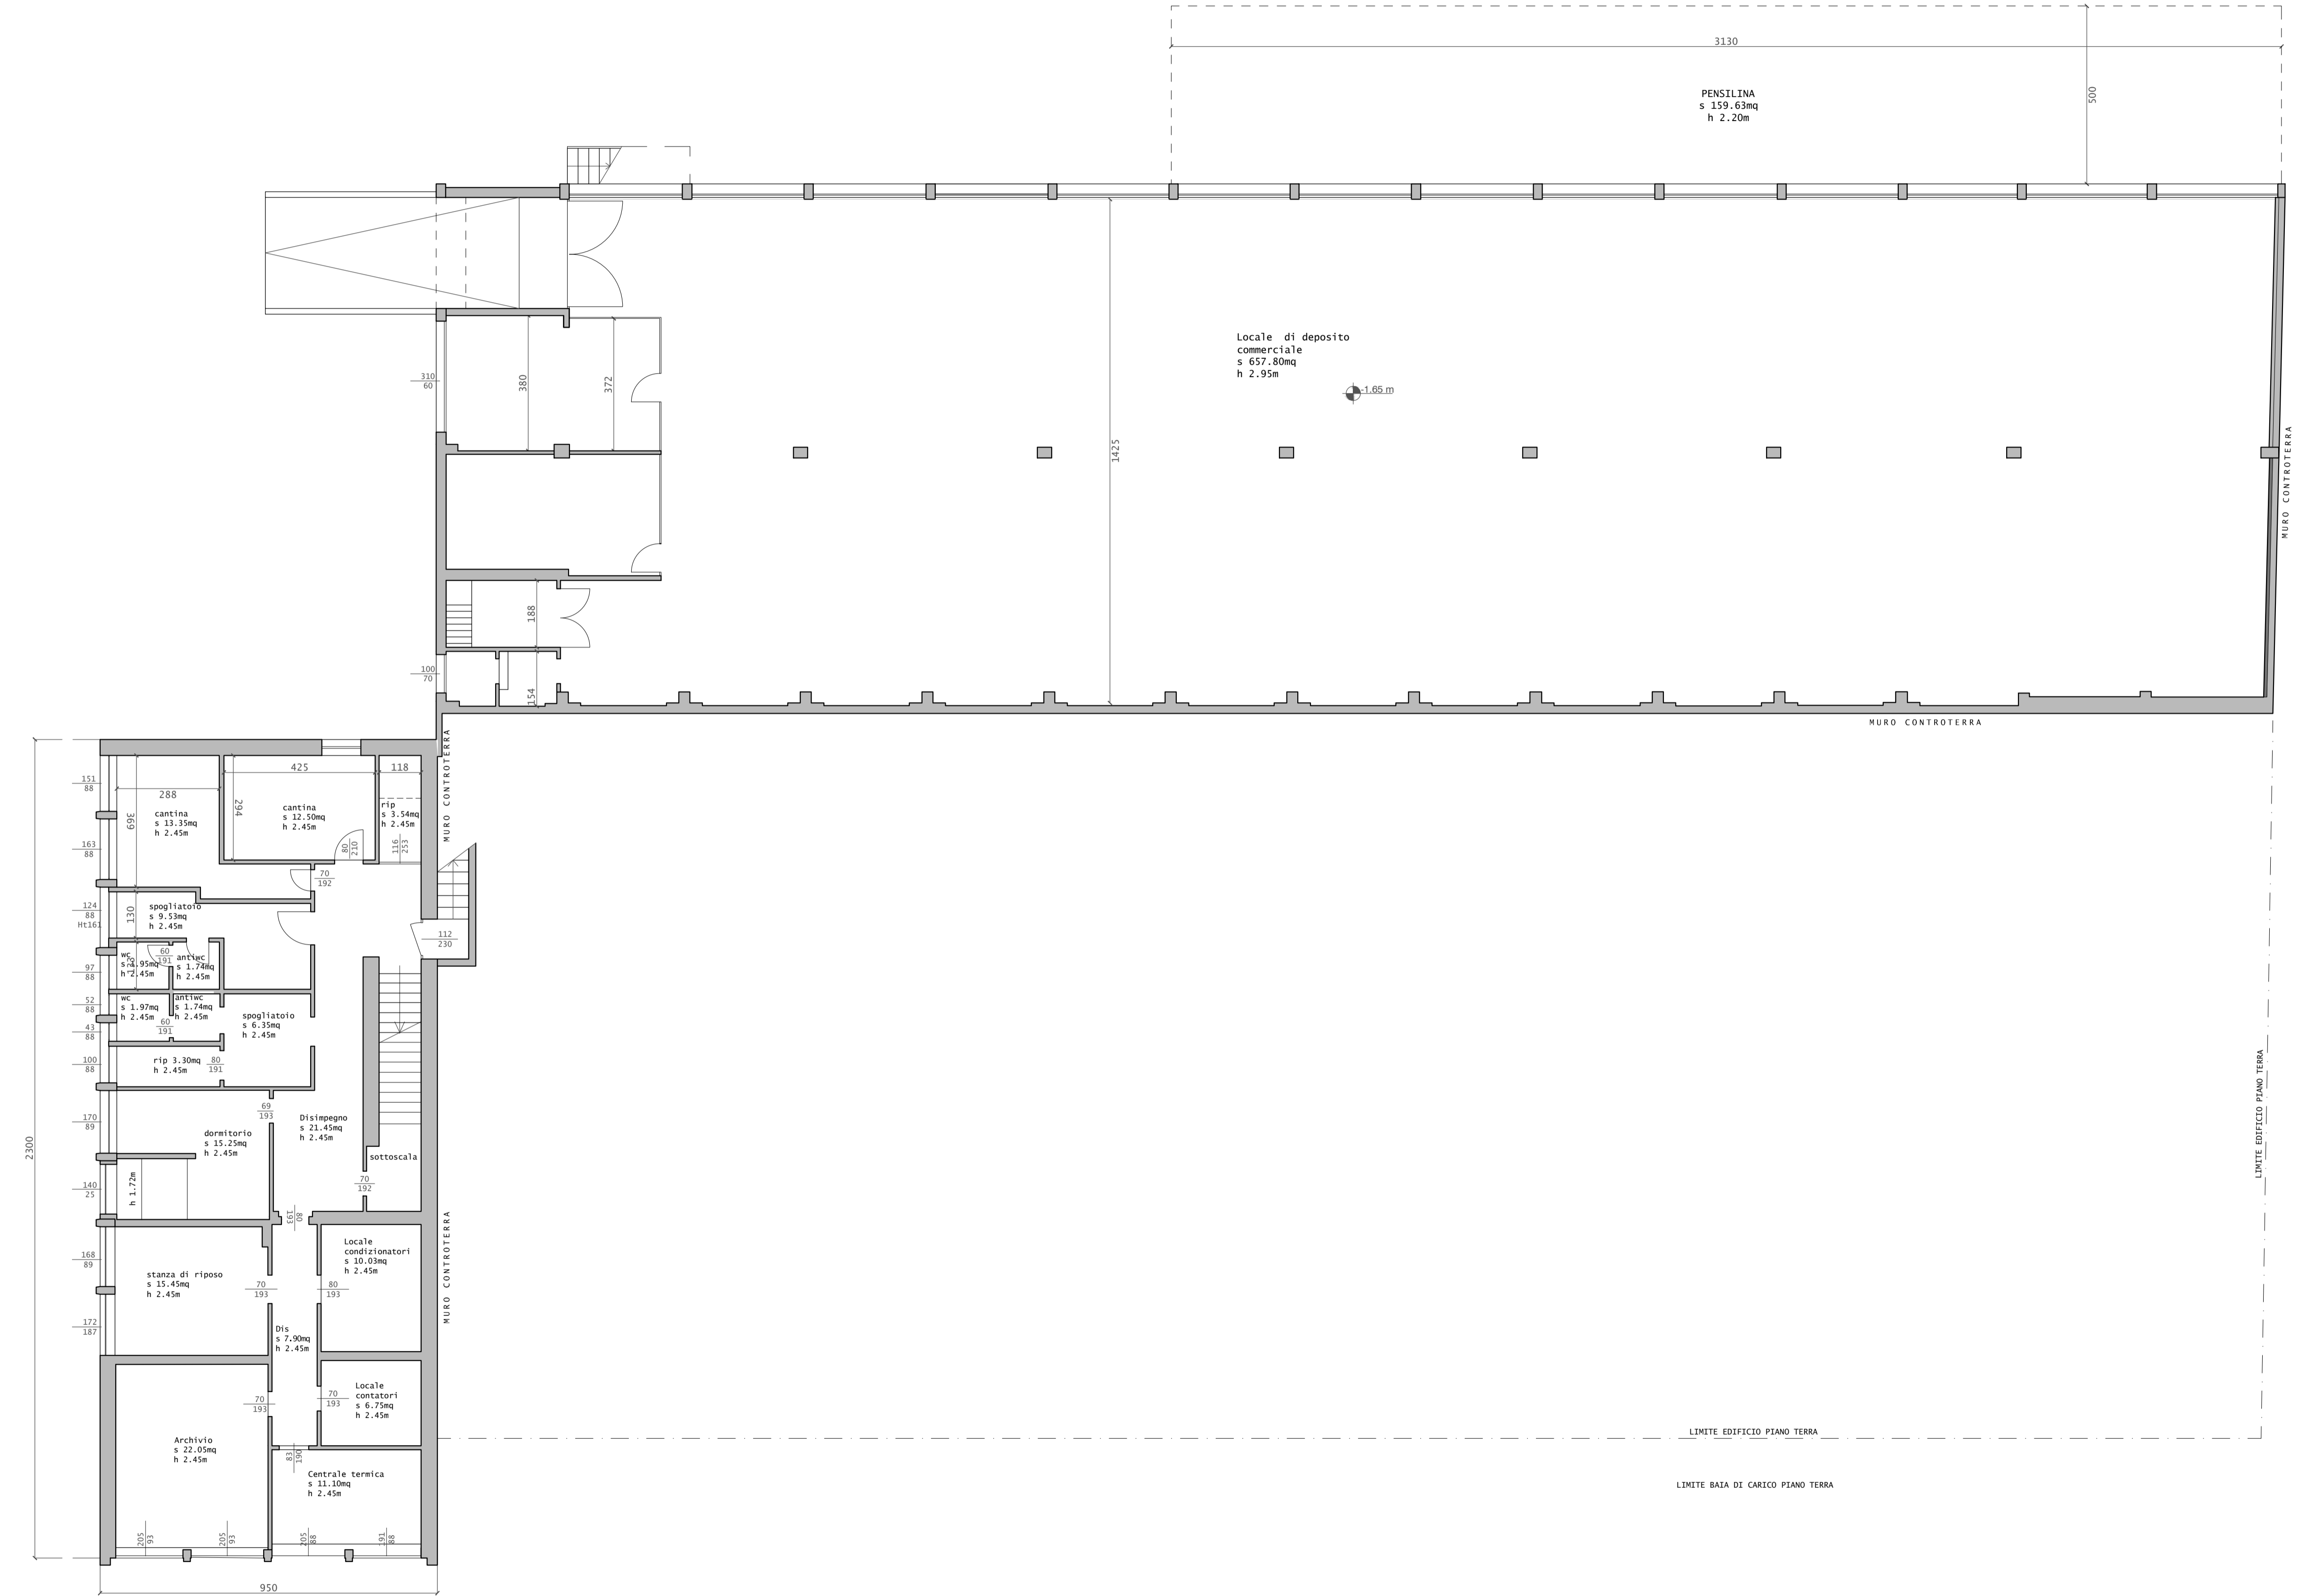 3130
500
PENSILINA
s 159.63mq
h 2.20m
Locale di deposito
commerciale
s 657.80mq
h 2.95m
-1.65 m
1425
380
372
310
60
188
154
100
70
MURO CONTROTERRA
MURO CONTROTERRA
MURO CONTROTERRA
2300
151
88
163
88
124
88
Ht161
97
88
52
88
43
88
100
88
170
89
140
25
168
89
172
187
288
369
cantina
s 13.35mq
h 2.45m
425
294
cantina
s 12.50mq
h 2.45m
118
rip
s 3.54mq
h 2.45m
80
210
116
253
70
192
130
spogliatoio
s 9.53mq
h 2.45m
112
230
wc
s 1.95mq
h 2.45m
60
191
antiwc
s 1.74mq
h 2.45m
wc
s 1.97mq
h 2.45m
60
191
antiwc
s 1.74mq
h 2.45m
spogliatoio
s 6.35mq
h 2.45m
rip 3.30mq
h 2.45m
80
191
69
193
Disimpegno
s 21.45mq
h 2.45m
dormitorio
s 15.25mq
h 2.45m
h 1.72m
sottoscala
70
192
80
193
Locale
condizionatori
s 10.03mq
h 2.45m
stanza di riposo
s 15.45mq
h 2.45m
70
193
80
193
MURO CONTROTERRA
Dis
s 7.90mq
h 2.45m
70
193
70
193
Locale
contatori
s 6.75mq
h 2.45m
Archivio
s 22.05mq
h 2.45m
83
190
Centrale termica
s 11.10mq
h 2.45m
205
93
205
93
205
88
191
88
950
LIMITE EDIFICIO PIANO TERRA
LIMITE EDIFICIO PIANO TERRA
LIMITE BAIA DI CARICO PIANO TERRA